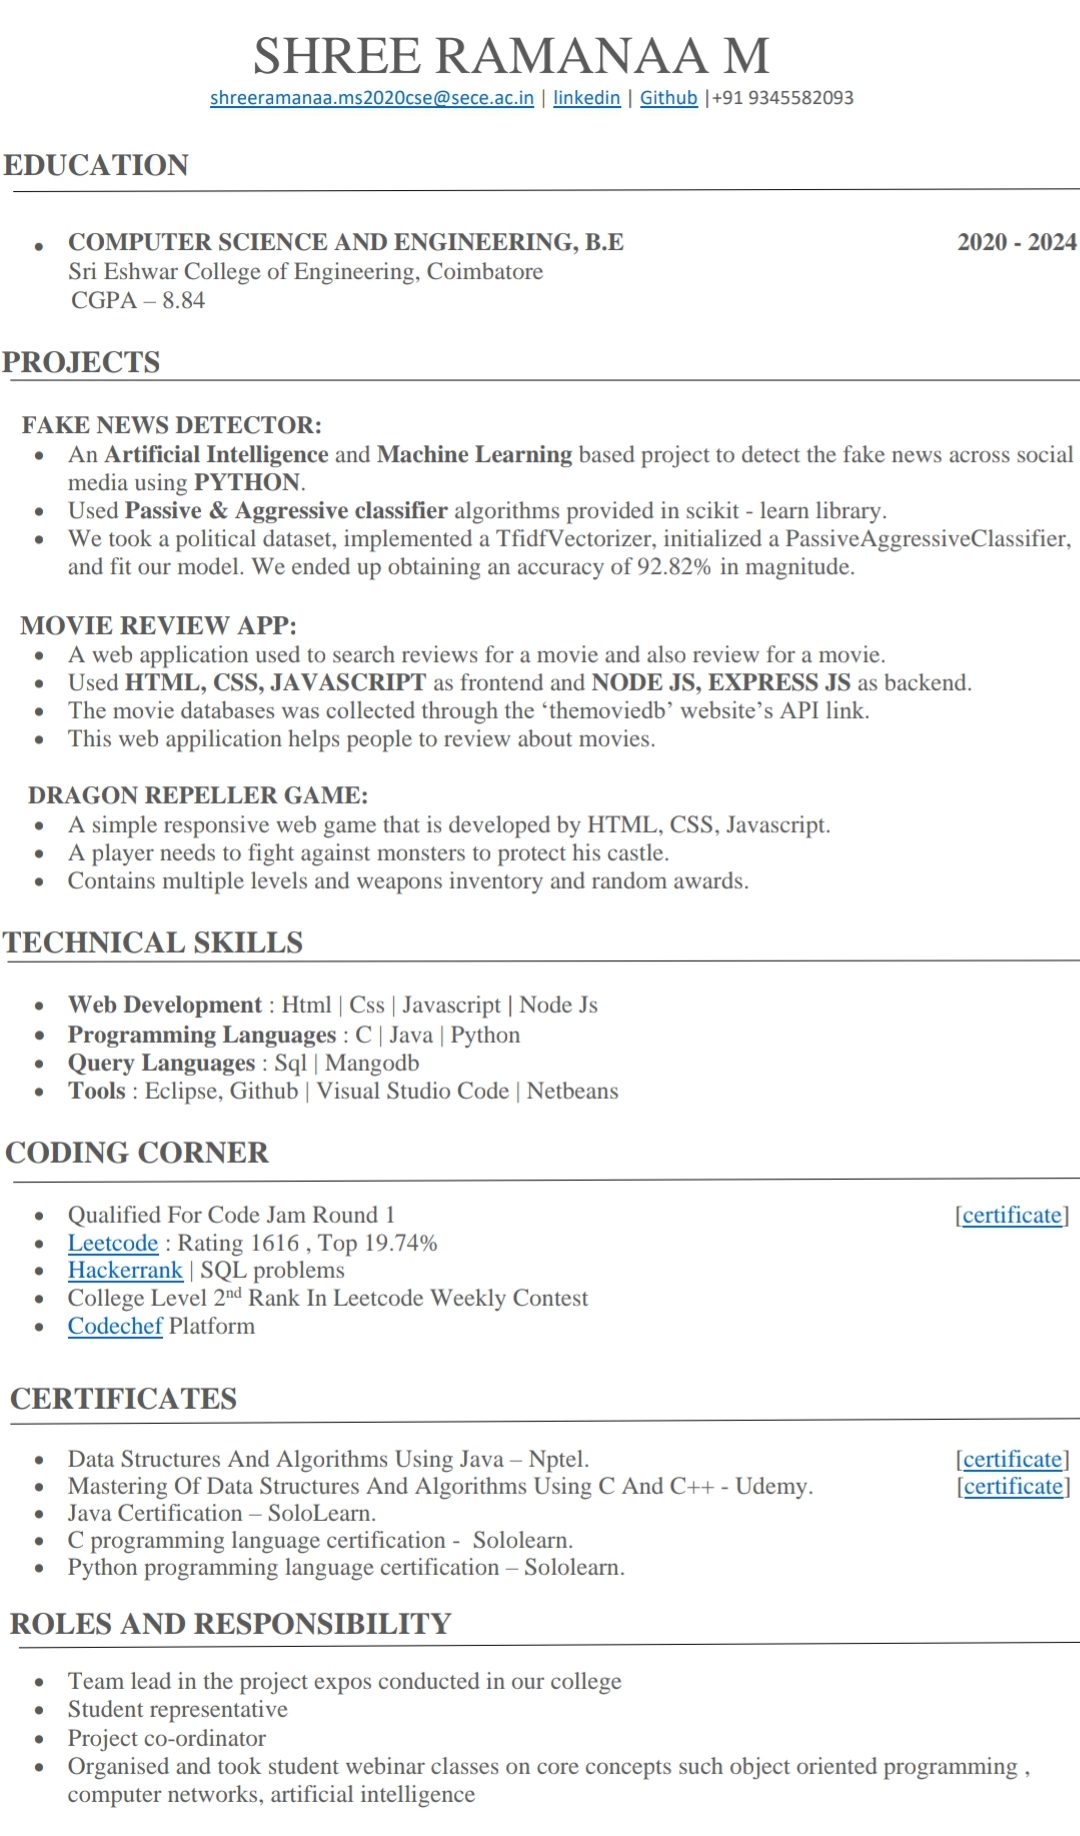 SHREE RAMANAA M
shreeramanaa.ms2020cse@sece.ac.in | linkedin | Github |+91 9345582093
EDUCATION
• COMPUTER SCIENCE AND ENGINEERING, B.E 2020 - 2024
Sri Eshwar College of Engineering, Coimbatore
CGPA – 8.84
PROJECTS
FAKE NEWS DETECTOR:
• An Artificial Intelligence and Machine Learning based project to detect the fake news across social
media using PYTHON.
• Used Passive & Aggressive classifier algorithms provided in scikit - learn library.
• We took a political dataset, implemented a TfidfVectorizer, initialized a PassiveAggressiveClassifier,
and fit our model. We ended up obtaining an accuracy of 92.82% in magnitude.
MOVIE REVIEW APP:
• A web application used to search reviews for a movie and also review for a movie.
• Used HTML, CSS, JAVASCRIPT as frontend and NODE JS, EXPRESS JS as backend.
• The movie databases was collected through the ‘themoviedb’ website’s API link.
• This web appilication helps people to review about movies.
DRAGON REPELLER GAME:
• A simple responsive web game that is developed by HTML, CSS, Javascript.
• A player needs to fight against monsters to protect his castle.
• Contains multiple levels and weapons inventory and random awards.
TECHNICAL SKILLS
• Web Development : Html | Css | Javascript | Node Js
• Programming Languages : C | Java | Python
• Query Languages : Sql | Mangodb
• Tools : Eclipse, Github | Visual Studio Code | Netbeans
CODING CORNER
• Qualified For Code Jam Round 1 [certificate]
• Leetcode : Rating 1616 , Top 19.74%
• Hackerrank | SQL problems
• College Level 2nd Rank In Leetcode Weekly Contest
• Codechef Platform
CERTIFICATES
• Data Structures And Algorithms Using Java – Nptel. [certificate]
• Mastering Of Data Structures And Algorithms Using C And C++ - Udemy. [certificate]
• Java Certification – SoloLearn.
• C programming language certification - Sololearn.
• Python programming language certification – Sololearn.
ROLES AND RESPONSIBILITY
• Team lead in the project expos conducted in our college
• Student representative
• Project co-ordinator
• Organised and took student webinar classes on core concepts such object oriented programming ,
computer networks, artificial intelligence